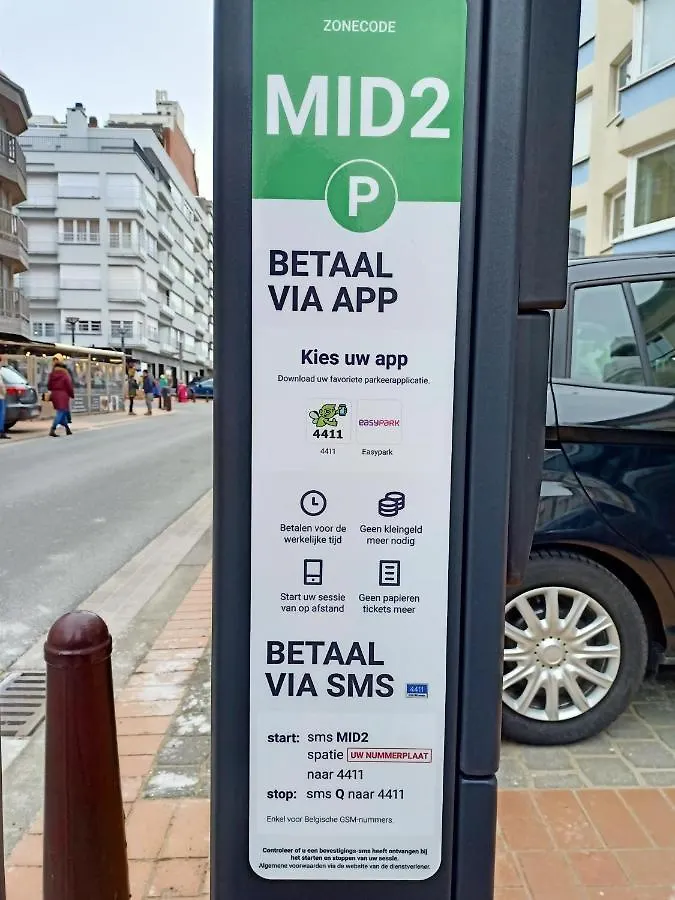 ZONECODE
MID2
P
BETAAL
VIA APP
Kies uw app
Download uw favoriete parkeerapplicatie.
4411
EASYPARK
4411
Easypark
Betalen voor de
werkelijke tijd
Geen kleingeld
meer nodig
Start uw sessie
van op afstand
Geen papieren
tickets meer
BETAAL
VIA SMS
4411
start: sms MID2
spatie UW NUMMERPLAAT
naar 4411
stop: sms Q naar 4411
Enkel voor Belgische GSM-nummers.
Controleer of u een bevestigings-sms heeft ontvangen bij
het starten en stoppen van uw sessie.
Algemene voorwaarden via de website van de dienstverlener.